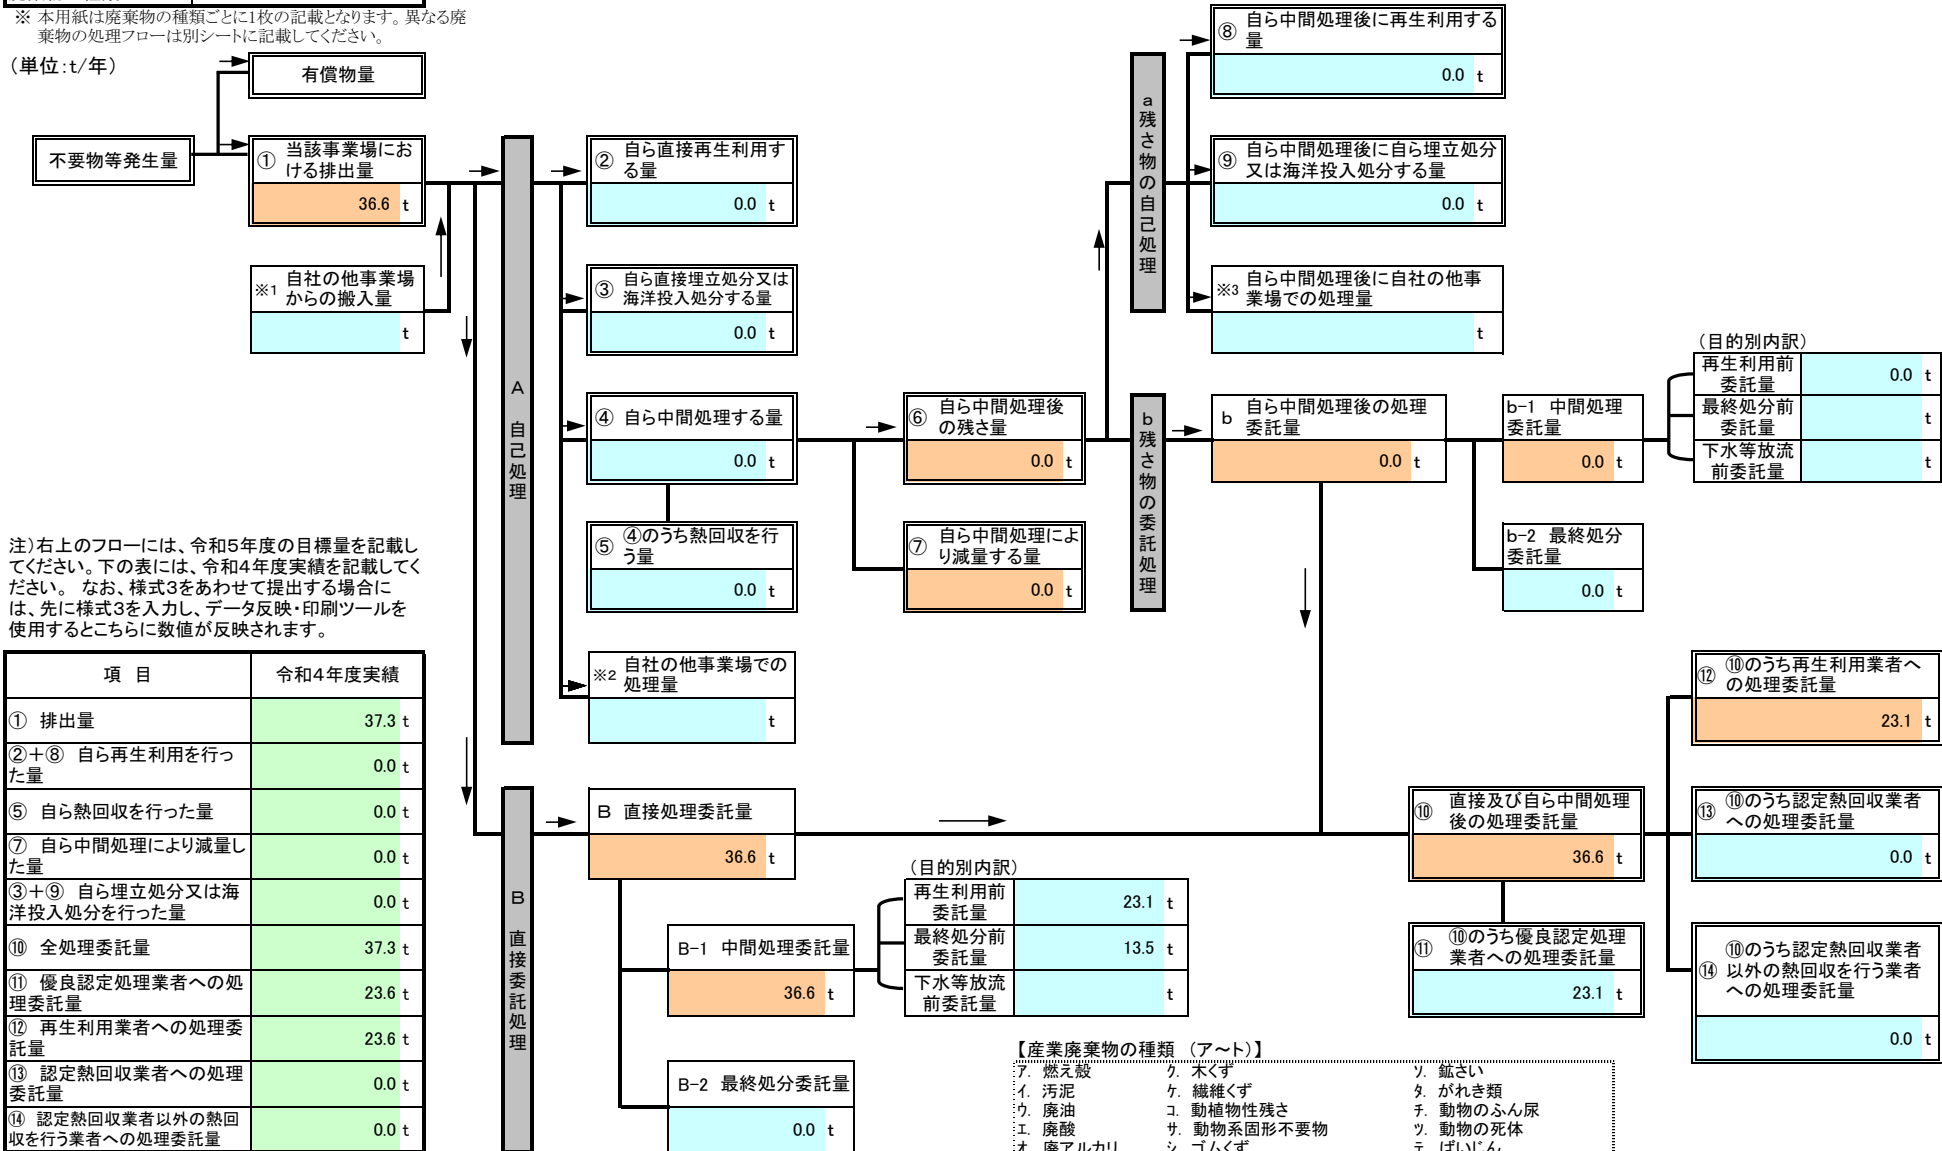 ※ 本用紙は廃棄物の種類ごとに1枚の記載となります。異なる廃
棄物の処理フローは別シートに記載してください。
(単位:t/年)
有償物量
不要物等発生量
① 当該事業場にお
ける排出量
36.6 t
※1 自社の他事業場
からの搬入量
t
A 自己処理
② 自ら直接再生利用す
る量
0.0 t
③ 自ら直接埋立処分又は
海洋投入処分する量
0.0 t
④ 自ら中間処理する量
0.0 t
⑤ ④のうち熱回収を行
う量
0.0 t
※2 自社の他事業場での
処理量
t
⑥ 自ら中間処理後
の残さ量
0.0 t
⑦ 自ら中間処理によ
り減量する量
0.0 t
a残さ物の自己処理
⑧ 自ら中間処理後に再生利用する
量
0.0 t
⑨ 自ら中間処理後に自ら埋立処分
又は海洋投入処分する量
0.0 t
※3 自ら中間処理後に自社の他事
業場での処理量
t
b残さ物の委託処理
b 自ら中間処理後の処理
委託量
0.0 t
b-1 中間処理
委託量
0.0 t
b-2 最終処分
委託量
0.0 t
(目的別内訳)
再生利用前
委託量
0.0 t
最終処分前
委託量
t
下水等放流
前委託量
t
注)右上のフローには、令和5年度の目標量を記載し
てください。下の表には、令和4年度実績を記載してく
ださい。 なお、様式3をあわせて提出する場合に
は、先に様式3を入力し、データ反映・印刷ツールを
使用するとこちらに数値が反映されます。
項 目 令和4年度実績
① 排出量 37.3 t
②+⑧ 自ら再生利用を行っ
た量
0.0 t
⑤ 自ら熱回収を行った量 0.0 t
⑦ 自ら中間処理により減量し
た量
0.0 t
③+⑨ 自ら埋立処分又は海
洋投入処分を行った量
0.0 t
⑩ 全処理委託量 37.3 t
⑪ 優良認定処理業者への処
理委託量
23.6 t
⑫ 再生利用業者への処理委
託量
23.6 t
⑬ 認定熱回収業者への処理
委託量
0.0 t
⑭ 認定熱回収業者以外の熱回
収を行う業者への処理委託量
0.0 t
B 直接委託処理
B 直接処理委託量
36.6 t
B-1 中間処理委託量
36.6 t
B-2 最終処分委託量
0.0 t
(目的別内訳)
再生利用前
委託量
23.1 t
最終処分前
委託量
13.5 t
下水等放流
前委託量
t
⑩ 直接及び自ら中間処理
後の処理委託量
36.6 t
⑪ ⑩のうち優良認定処理
業者への処理委託量
23.1 t
⑫ ⑩のうち再生利用業者へ
の処理委託量
23.1 t
⑬ ⑩のうち認定熱回収業者
への処理委託量
0.0 t
⑭ ⑩のうち認定熱回収業者
以外の熱回収を行う業者
への処理委託量
0.0 t
【産業廃棄物の種類 (ア~ト)】
ア. 燃え殻 ク. 木くず ソ. 鉱さい
イ. 汚泥 ケ. 繊維くず タ. がれき類
ウ. 廃油 コ. 動植物性残さ チ. 動物のふん尿
エ. 廃酸 サ. 動物系固形不要物 ツ. 動物の死体
オ. 廃アルカリ シ. ゴムくず テ. ばいじん